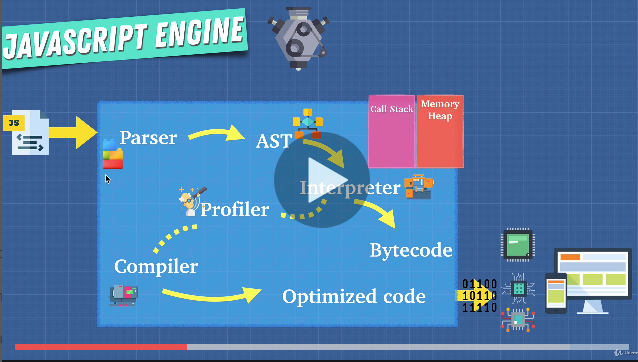 JAVASCRIPT ENGINE
JS
Parser
AST
Call Stack
Memory
Heap
Interpreter
Profiler
Bytecode
Compiler
Optimized code
01100
10110
11110